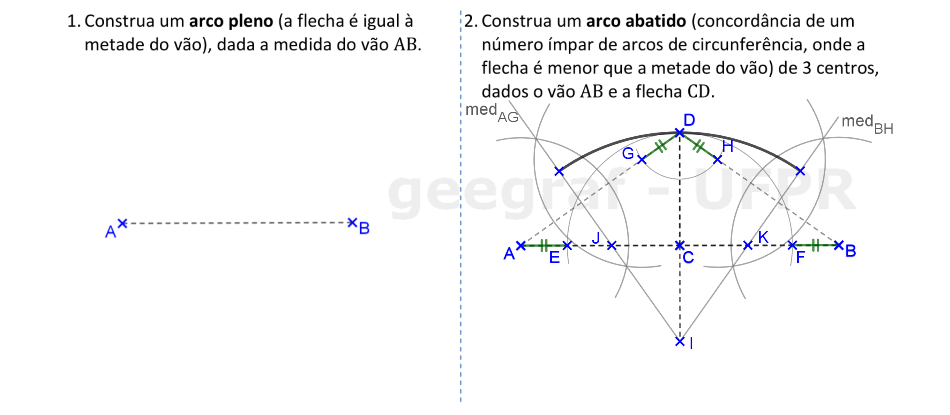 1. Construa um arco pleno (a flecha é igual à
metade do vão), dada a medida do vão AB.
2. Construa um arco abatido (concordância de um
número ímpar de arcos de circunferência, onde a
flecha é menor que a metade do vão) de 3 centros,
dados o vão AB e a flecha CD.
med AG
D
med BH
G
H
geegraf - UFPR
A
B
A
E
J
C
K
F
B
I